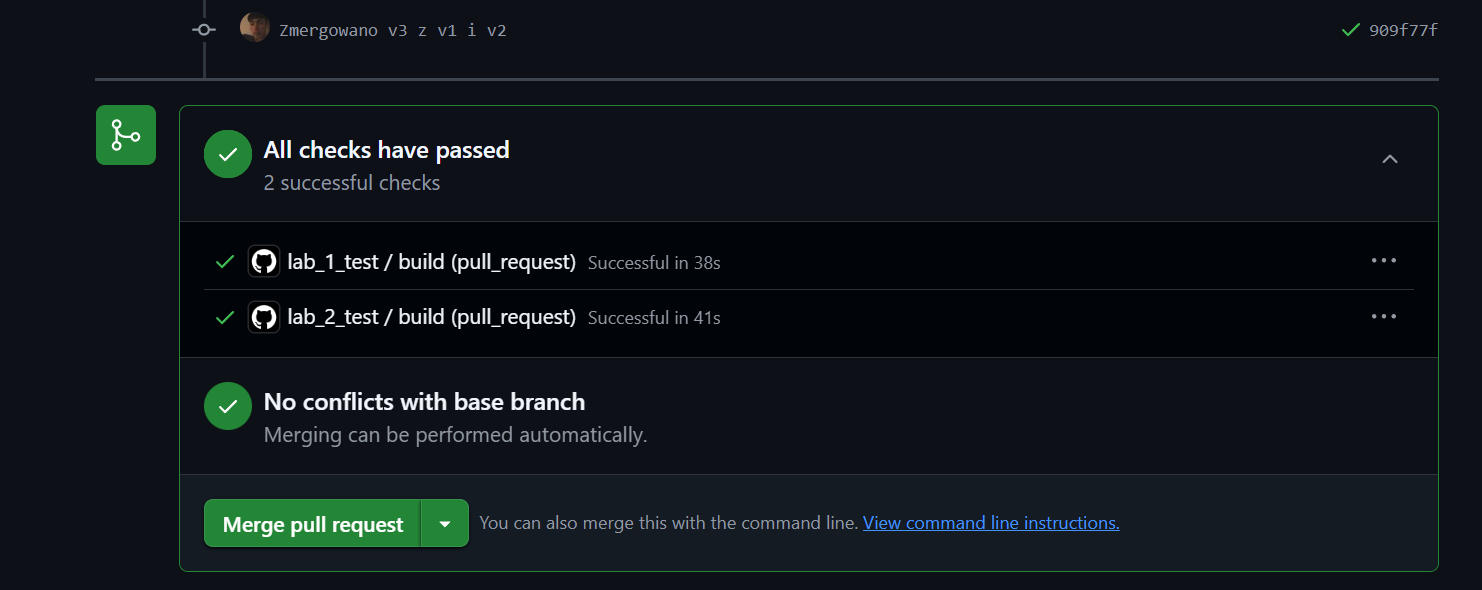 Zmergowano v3 z v1 i v2 909f77f
All checks have passed
2 successful checks
lab_1_test / build (pull_request) Successful in 38s
lab_2_test / build (pull_request) Successful in 41s
No conflicts with base branch
Merging can be performed automatically.
Merge pull request You can also merge this with the command line. View command line instructions.